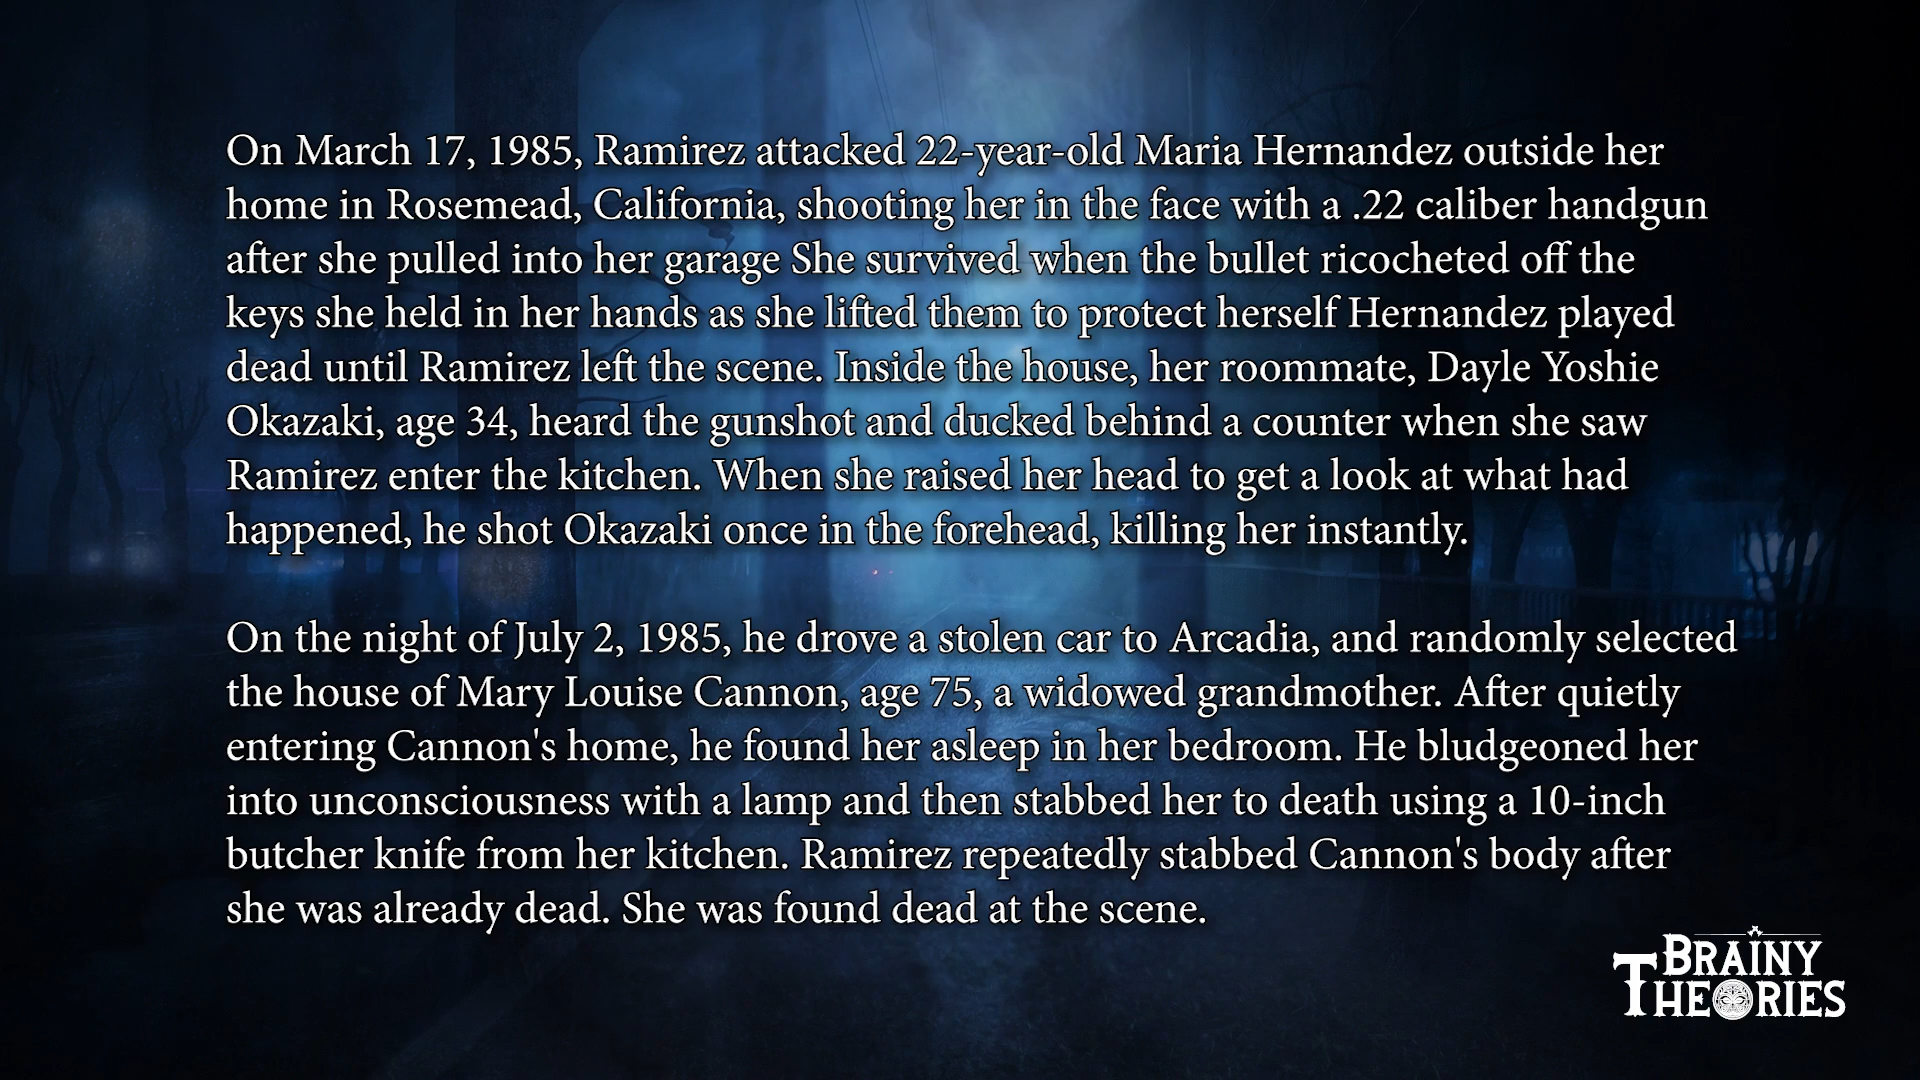 On March 17, 1985, Ramirez attacked 22-year-old Maria Hernandez outside her
home in Rosemead, California, shooting her in the face with a .22 caliber handgun
after she pulled into her garage She survived when the bullet ricocheted off the
keys she held in her hands as she lifted them to protect herself Hernandez played
dead until Ramirez left the scene. Inside the house, her roommate, Dayle Yoshie
Okazaki, age 34, heard the gunshot and ducked behind a counter when she saw
Ramirez enter the kitchen. When she raised her head to get a look at what had
happened, he shot Okazaki once in the forehead, killing her instantly.
On the night of July 2, 1985, he drove a stolen car to Arcadia, and randomly selected
the house of Mary Louise Cannon, age 75, a widowed grandmother. After quietly
entering Cannon's home, he found her asleep in her bedroom. He bludgeoned her
into unconsciousness with a lamp and then stabbed her to death using a 10-inch
butcher knife from her kitchen. Ramirez repeatedly stabbed Cannon's body after
she was already dead. She was found dead at the scene.
BRAINY
THEORIES